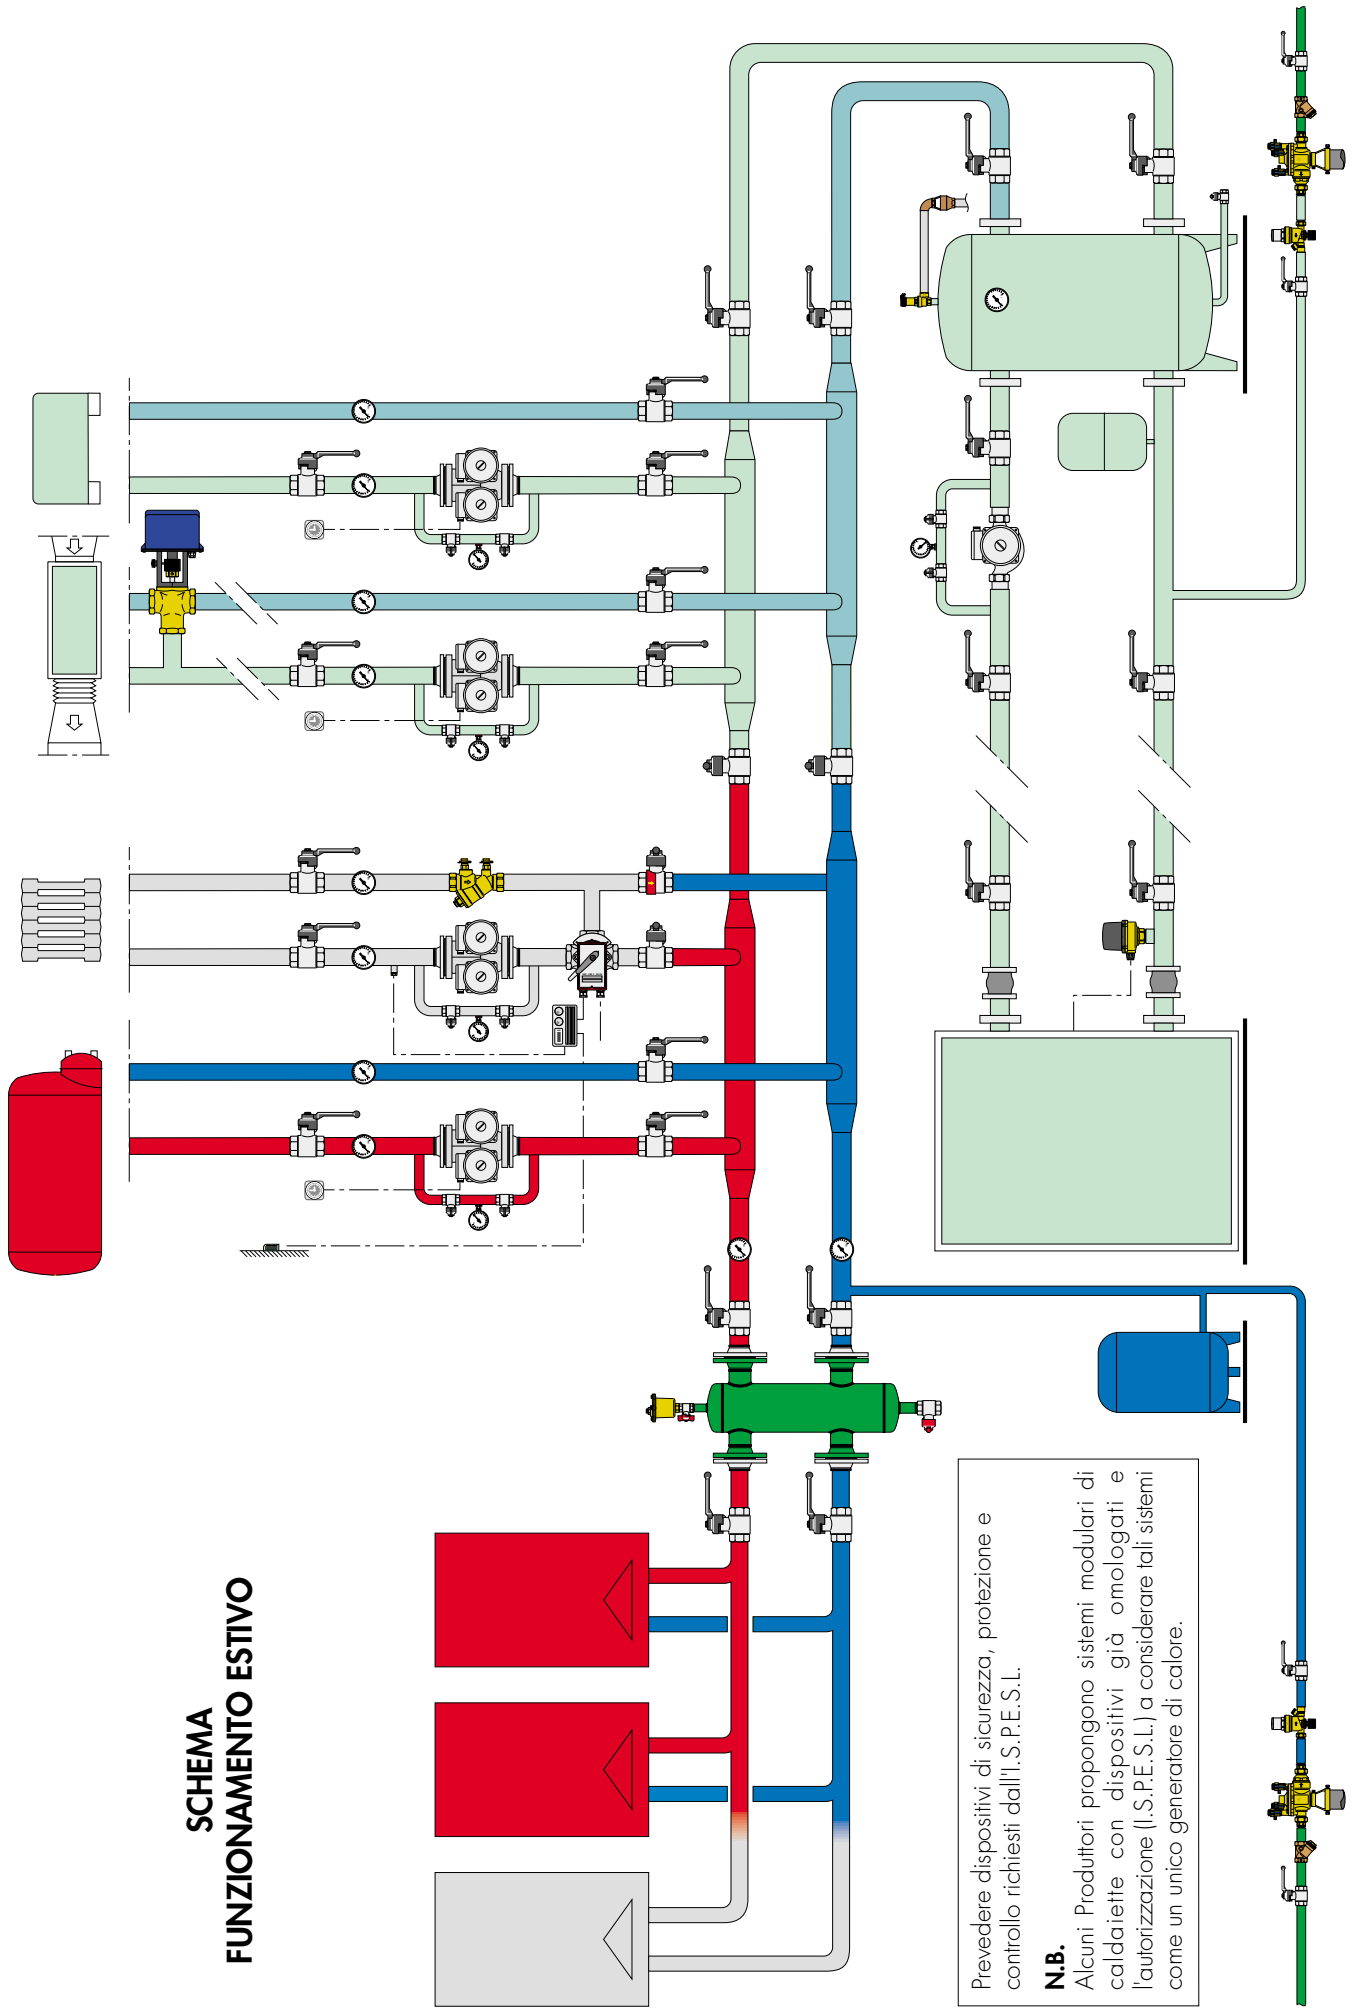 SCHEMA
FUNZIONAMENTO ESTIVO
Prevedere dispositivi di sicurezza, protezione e
controllo richiesti dall'I.S.P.E.S.L.
N.B.
Alcuni Produttori propongono sistemi modulari di
caldaiette con dispositivi già omologati e
l'autorizzazione (I.S.P.E.S.L.) a considerare tali sistemi
come un unico generatore di calore.